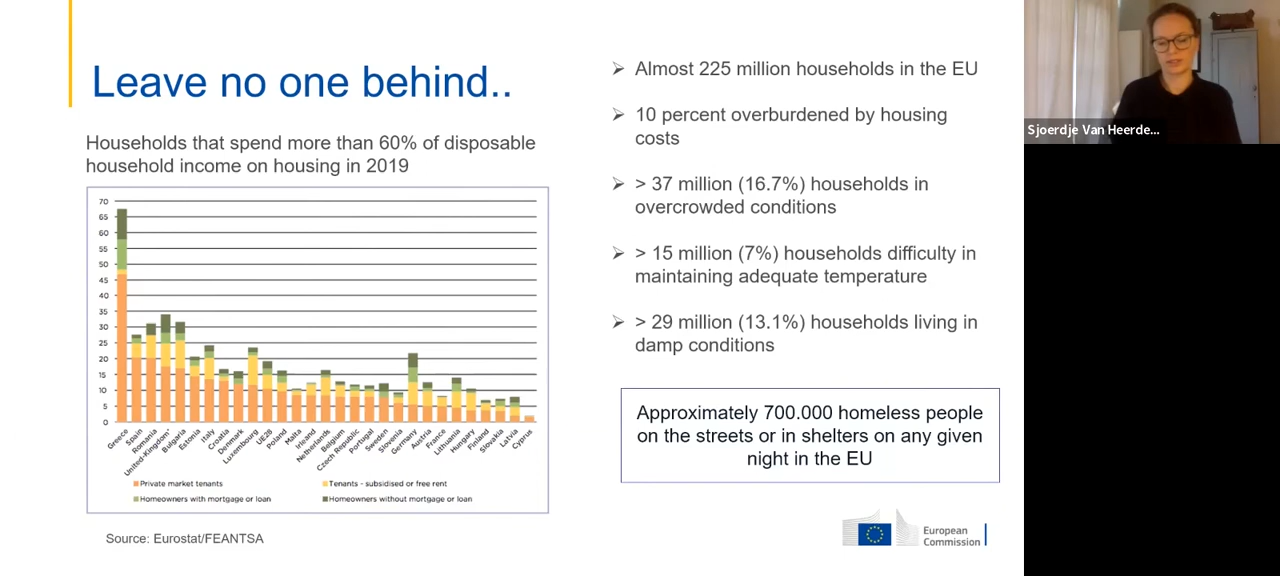 Leave no one behind..
Households that spend more than 60% of disposable
household income on housing in 2019
70
65
60
55
50
45
40
35
30
25
20
15
10
5
0
Greece
Spain
Romania
United-Kingdom*
Bulgaria
Estonia
Italy
Croatia
Denmark
Luxembourg
UE28
Poland
Malta
Ireland
Netherlands
Belgium
Czech Republic
Portugal
Sweden
Slovenia
Germany
Austria
France
Lithuania
Hungary
Finland
Slovakia
Latvia
Cyprus
Private market tenants
Tenants - subsidised or free rent
Homeowners with mortgage or loan
Homeowners without mortgage or loan
Source: Eurostat/FEANTSA
Almost 225 million households in the EU
10 percent overburdened by housing
costs
> 37 million (16.7%) households in
overcrowded conditions
> 15 million (7%) households difficulty in
maintaining adequate temperature
> 29 million (13.1%) households living in
damp conditions
Approximately 700.000 homeless people
on the streets or in shelters on any given
night in the EU
European
Commission
Sjoerdje Van Heerde...